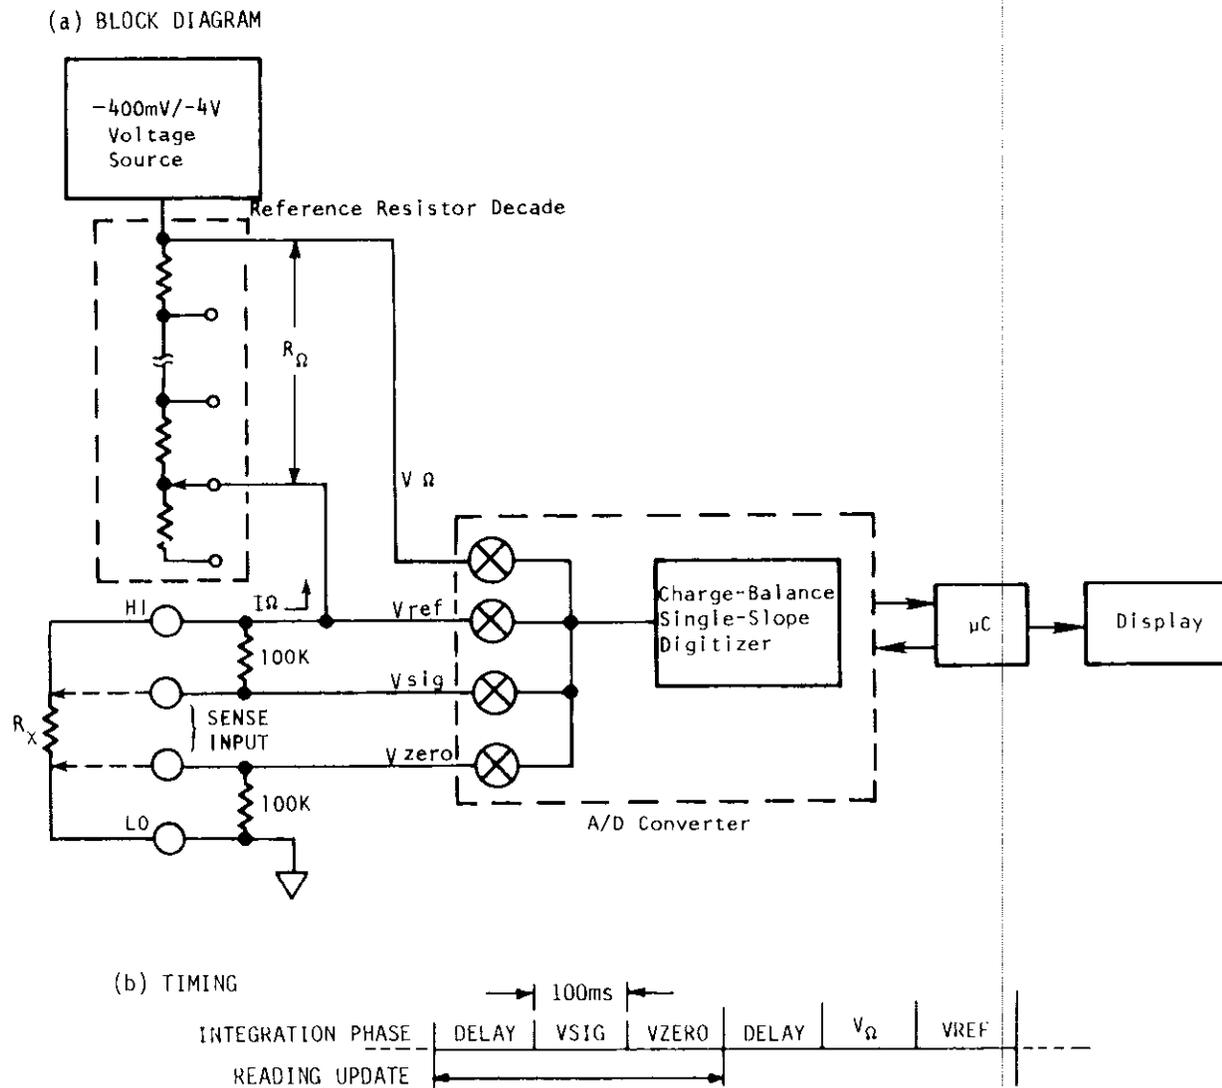 (a) BLOCK DIAGRAM
-400mV/-4V
Voltage
Source
Reference Resistor Decade
RΩ
VΩ
HI
IΩ
Vref
100K
Charge-Balance
Single-Slope
Digitizer
µC
Display
Vsig
RX
SENSE
INPUT
Vzero
100K
LO
A/D Converter
(b) TIMING
100ms
INTEGRATION PHASE DELAY VSIG VZERO DELAY VΩ VREF
READING UPDATE